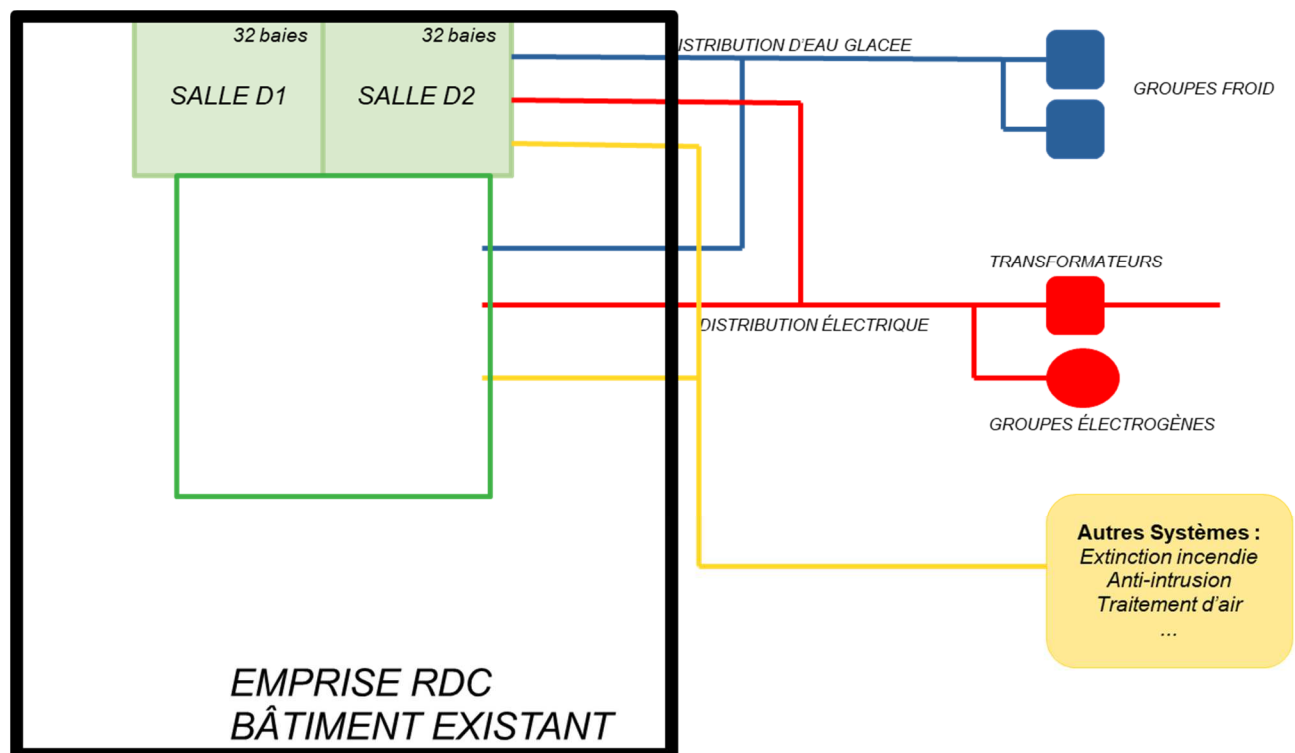 32 baies
32 baies
SALLE D1
SALLE D2
ISTRIBUTION D'EAU GLACEE
GROUPES FROID
TRANSFORMATEURS
DISTRIBUTION ÉLECTRIQUE
GROUPES ÉLECTROGÈNES
Autres Systèmes :
Extinction incendie
Anti-intrusion
Traitement d'air
...
EMPRISE RDC
BÂTIMENT EXISTANT